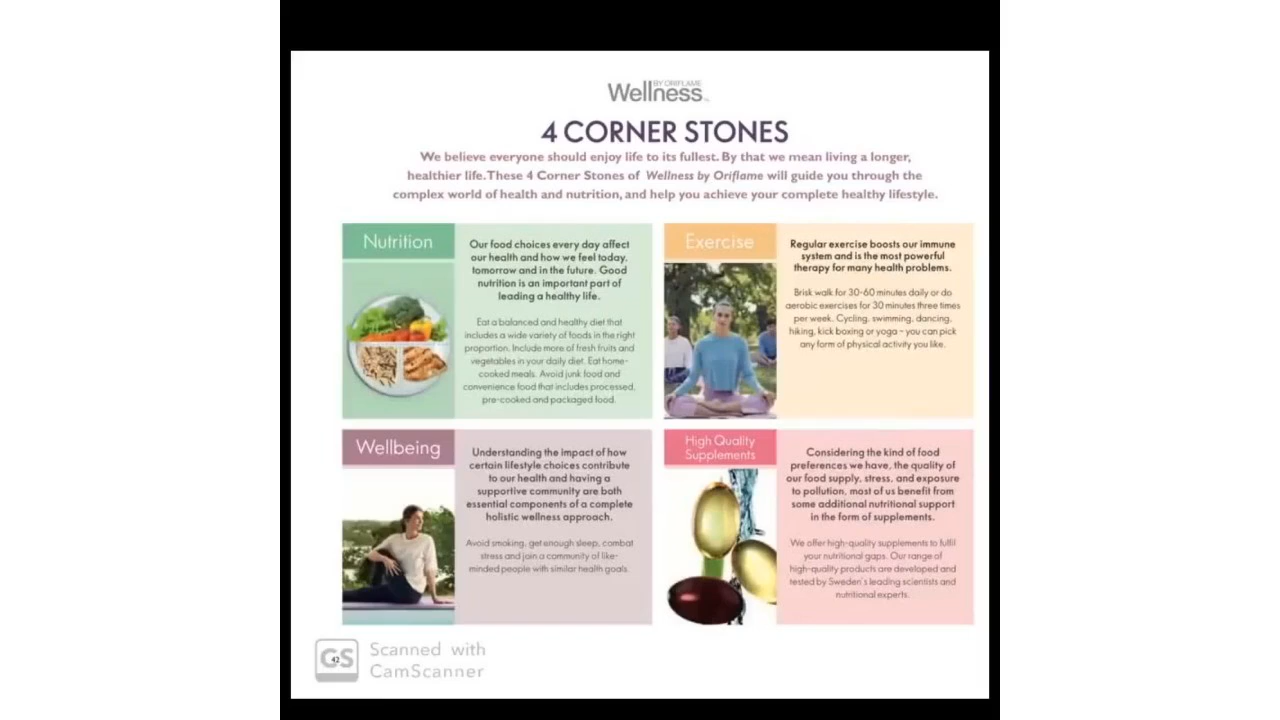 BY ORIFLAME
Wellness
4 CORNER STONES
We believe everyone should enjoy life to its fullest. By that we mean living a longer,
healthier life. These 4 Corner Stones of Wellness by Oriflame will guide you through the
complex world of health and nutrition, and help you achieve your complete healthy lifestyle.
Nutrition
Our food choices every day affect
our health and how we feel today,
tomorrow and in the future. Good
nutrition is an important part of
leading a healthy life.
Eat a balanced and healthy diet that
includes a wide variety of foods in the right
proportion. Include more of fresh fruits and
vegetables in your daily diet. Eat home-
cooked meals. Avoid junk food and
convenience food that includes processed,
pre-cooked and packaged food.
Exercise
Regular exercise boosts our immune
system and is the most powerful
therapy for many health problems.
Brisk walk for 30-60 minutes daily or do
aerobic exercises for 30 minutes three times
per week. Cycling, swimming, dancing,
hiking, kick boxing or yoga – you can pick
any form of physical activity you like.
Wellbeing
Understanding the impact of how
certain lifestyle choices contribute
to our health and having a
supportive community are both
essential components of a complete
holistic wellness approach.
Avoid smoking, get enough sleep, combat
stress and join a community of like-
minded people with similar health goals.
High Quality
Supplements
Considering the kind of food
preferences we have, the quality of
our food supply, stress, and exposure
to pollution, most of us benefit from
some additional nutritional support
in the form of supplements.
We offer high-quality supplements to fulfil
your nutritional gaps. Our range of
high-quality products are developed and
tested by Sweden's leading scientists and
nutritional experts.
CS
42
Scanned with
CamScanner